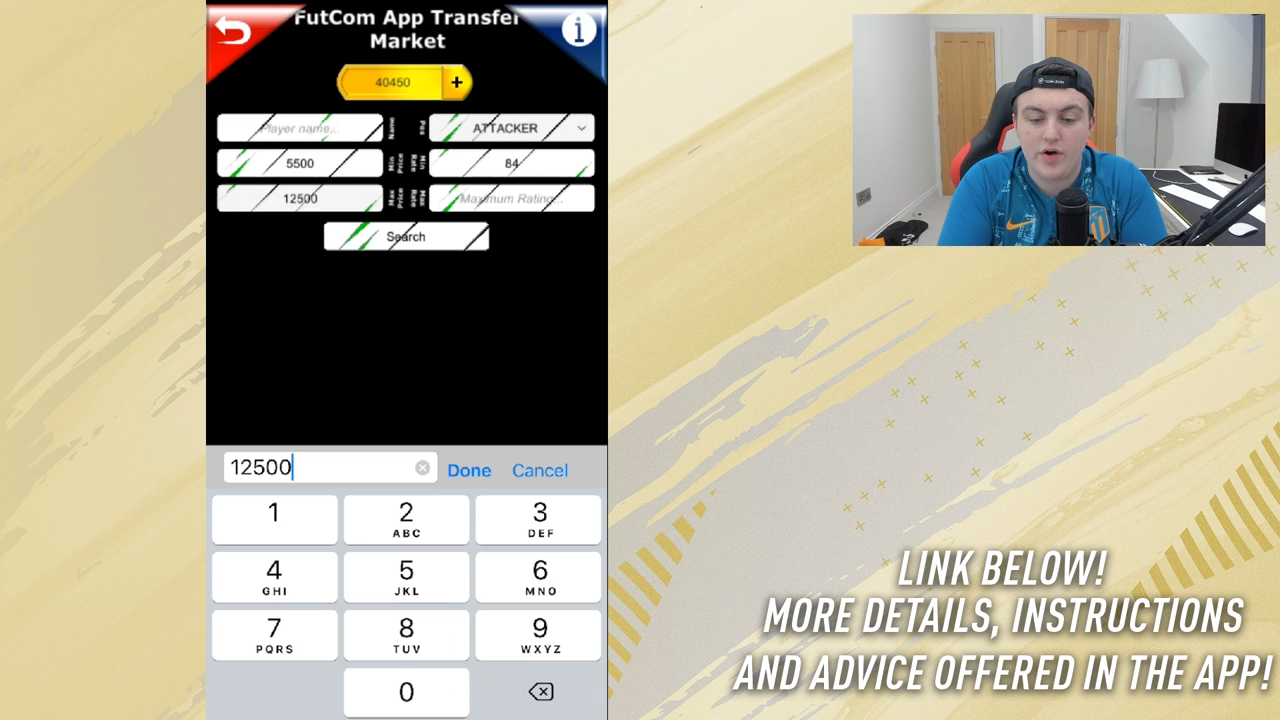 FutCom App Transfer
Market
40450 +
Player name...
Name
Pos
ATTACKER
5500
Min Price
Min Rate
84
12500
Max Price
Max Rate
Maximum Rating...
Search
12500
Done
Cancel
1
2
ABC
3
DEF
4
GHI
5
JKL
6
MNO
7
PQRS
8
TUV
9
WXYZ
0
LINK BELOW!
MORE DETAILS, INSTRUCTIONS
AND ADVICE OFFERED IN THE APP!